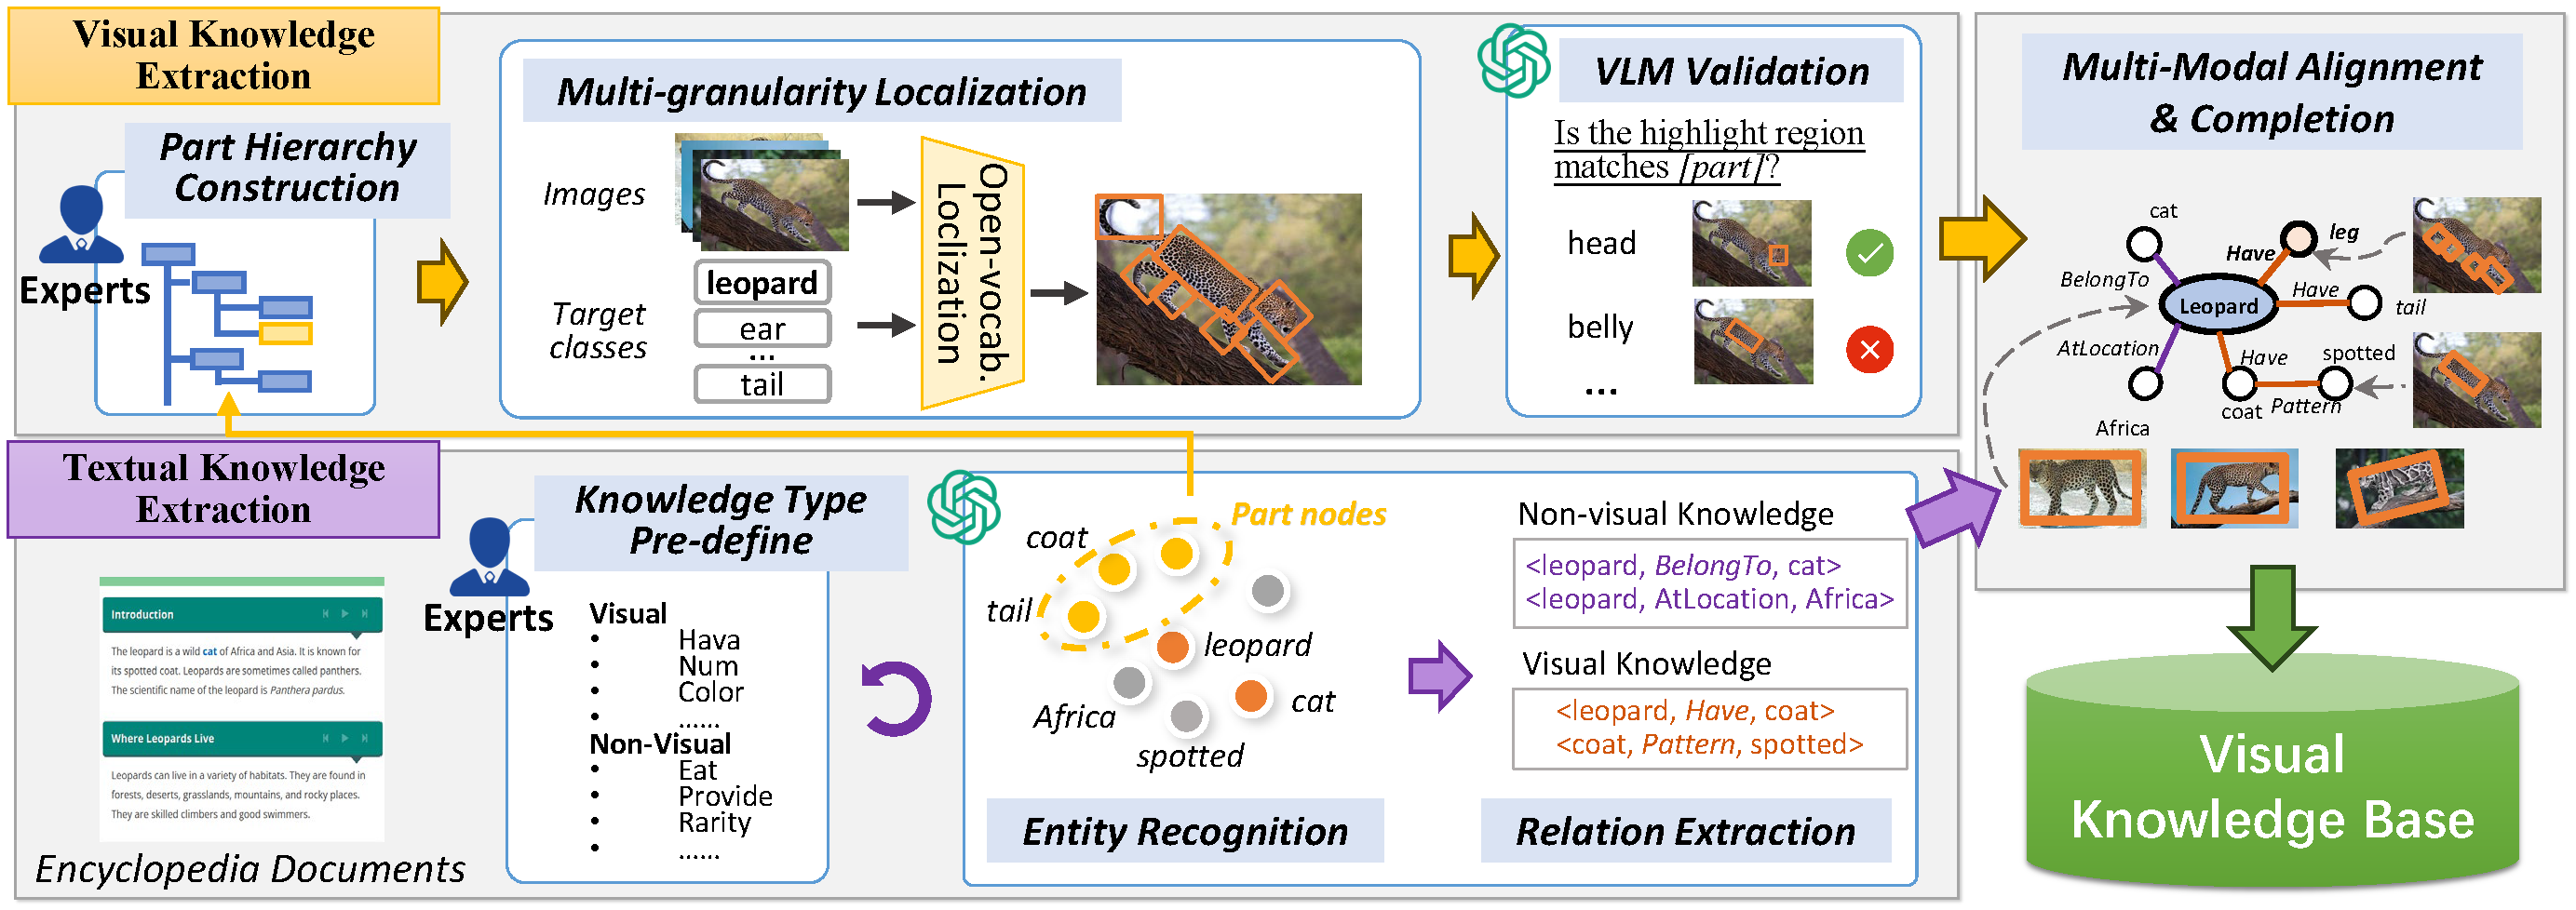 Visual Knowledge
Extraction
Part Hierarchy
Construction
Experts
Multi-granularity Localization
Images
Target
classes
leopard
ear
...
tail
Open-vocab.
Loclization
VLM Validation
Is the highlight region
matches [part]?
head
belly
...
Multi-Modal Alignment
& Completion
cat
leg
Have
BelongTo
Have
Leopard
tail
AtLocation
Have
spotted
coat
Pattern
Africa
Textual Knowledge
Extraction
Introduction
The leopard is a wild cat of Africa and Asia. It is known for
its spotted coat. Leopards are sometimes called panthers.
The scientific name of the leopard is Panthera pardus.
Where Leopards Live
Leopards can live in a variety of habitats. They are found in
forests, deserts, grasslands, mountains, and rocky places.
They are skilled climbers and good swimmers.
Encyclopedia Documents
Experts
Knowledge Type
Pre-define
Visual
• Hava
• Num
• Color
• ......
Non-Visual
• Eat
• Provide
• Rarity
• ......
Part nodes
coat
tail
leopard
Africa
cat
spotted
Entity Recognition
Non-visual Knowledge
<leopard, BelongTo, cat>
<leopard, AtLocation, Africa>
Visual Knowledge
<leopard, Have, coat>
<coat, Pattern, spotted>
Relation Extraction
Visual
Knowledge Base